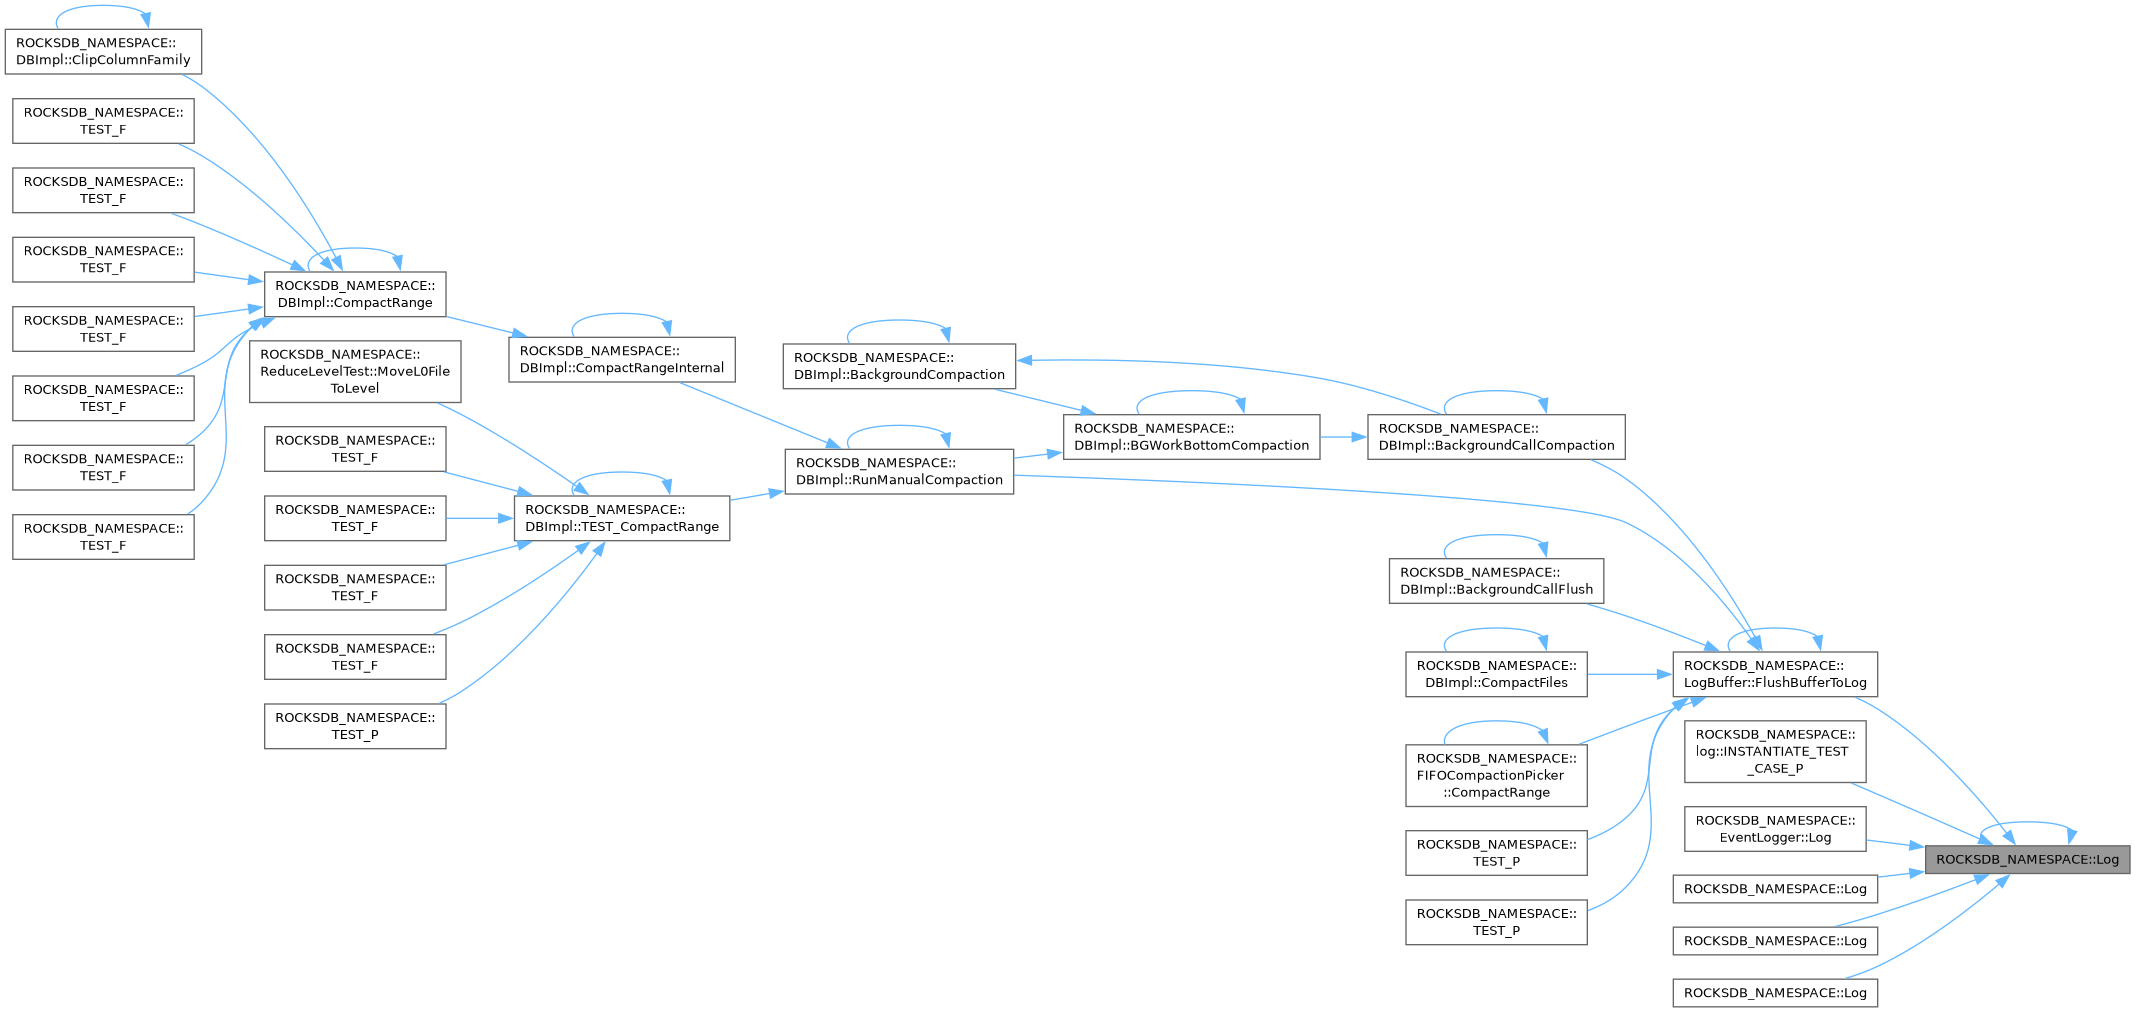 ROCKSDB_NAMESPACE::
DBImpl::ClipColumnFamily
ROCKSDB_NAMESPACE::
TEST_F
ROCKSDB_NAMESPACE::
TEST_F
ROCKSDB_NAMESPACE::
TEST_F
ROCKSDB_NAMESPACE::
TEST_F
ROCKSDB_NAMESPACE::
TEST_F
ROCKSDB_NAMESPACE::
TEST_F
ROCKSDB_NAMESPACE::
TEST_F
ROCKSDB_NAMESPACE::
DBImpl::CompactRange
ROCKSDB_NAMESPACE::
ReduceLevelTest::MoveL0File
ToLevel
ROCKSDB_NAMESPACE::
TEST_F
ROCKSDB_NAMESPACE::
TEST_F
ROCKSDB_NAMESPACE::
TEST_F
ROCKSDB_NAMESPACE::
TEST_F
ROCKSDB_NAMESPACE::
TEST_P
ROCKSDB_NAMESPACE::
DBImpl::CompactRangeInternal
ROCKSDB_NAMESPACE::
DBImpl::TEST_CompactRange
ROCKSDB_NAMESPACE::
DBImpl::BackgroundCompaction
ROCKSDB_NAMESPACE::
DBImpl::RunManualCompaction
ROCKSDB_NAMESPACE::
DBImpl::BGWorkBottomCompaction
ROCKSDB_NAMESPACE::
DBImpl::BackgroundCallCompaction
ROCKSDB_NAMESPACE::
DBImpl::BackgroundCallFlush
ROCKSDB_NAMESPACE::
DBImpl::CompactFiles
ROCKSDB_NAMESPACE::
FIFOCompactionPicker
::CompactRange
ROCKSDB_NAMESPACE::
TEST_P
ROCKSDB_NAMESPACE::
TEST_P
ROCKSDB_NAMESPACE::
LogBuffer::FlushBufferToLog
ROCKSDB_NAMESPACE::
log::INSTANTIATE_TEST
_CASE_P
ROCKSDB_NAMESPACE::
EventLogger::Log
ROCKSDB_NAMESPACE::Log
ROCKSDB_NAMESPACE::Log
ROCKSDB_NAMESPACE::Log
ROCKSDB_NAMESPACE::Log